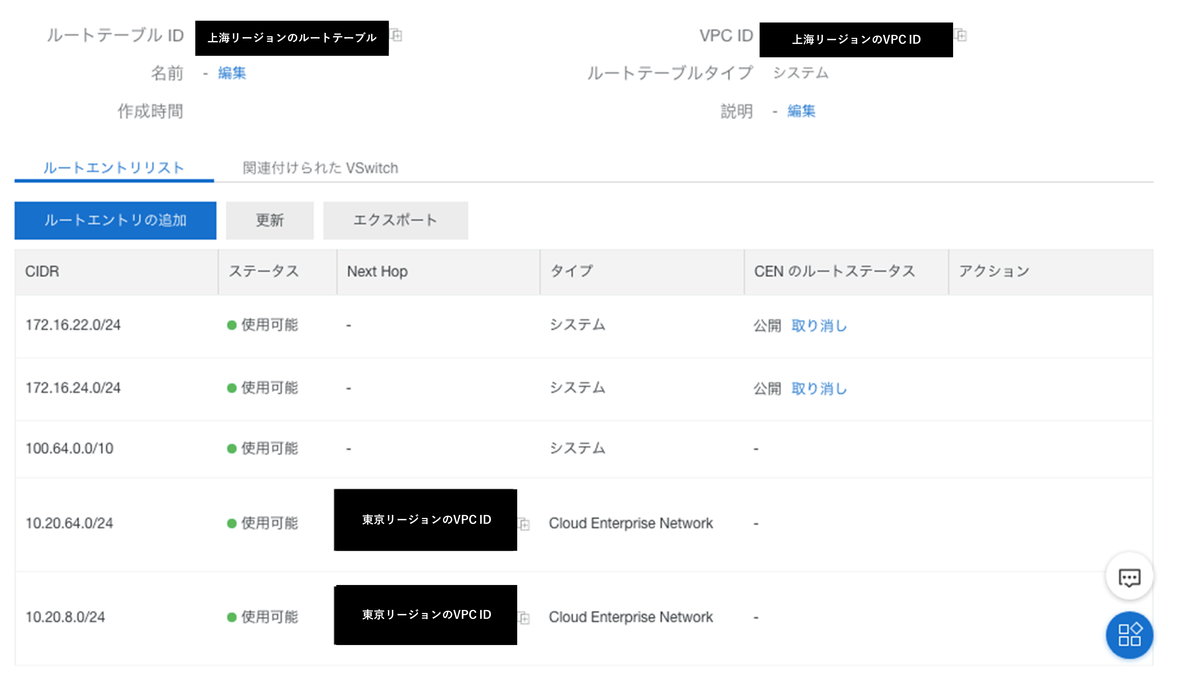 ルートテーブル ID 上海リージョンのルートテーブル VPC ID 上海リージョンのVPC ID
名前 - 編集 ルートテーブルタイプ システム
作成時間 説明 - 編集
ルートエントリリスト 関連付けられた VSwitch
ルートエントリの追加 更新 エクスポート
CIDR ステータス Next Hop タイプ CEN のルートステータス アクション
172.16.22.0/24 使用可能 - システム 公開 取り消し
172.16.24.0/24 使用可能 - システム 公開 取り消し
100.64.0.0/10 使用可能 - システム -
10.20.64.0/24 使用可能 東京リージョンのVPC ID Cloud Enterprise Network -
10.20.8.0/24 使用可能 東京リージョンのVPC ID Cloud Enterprise Network -